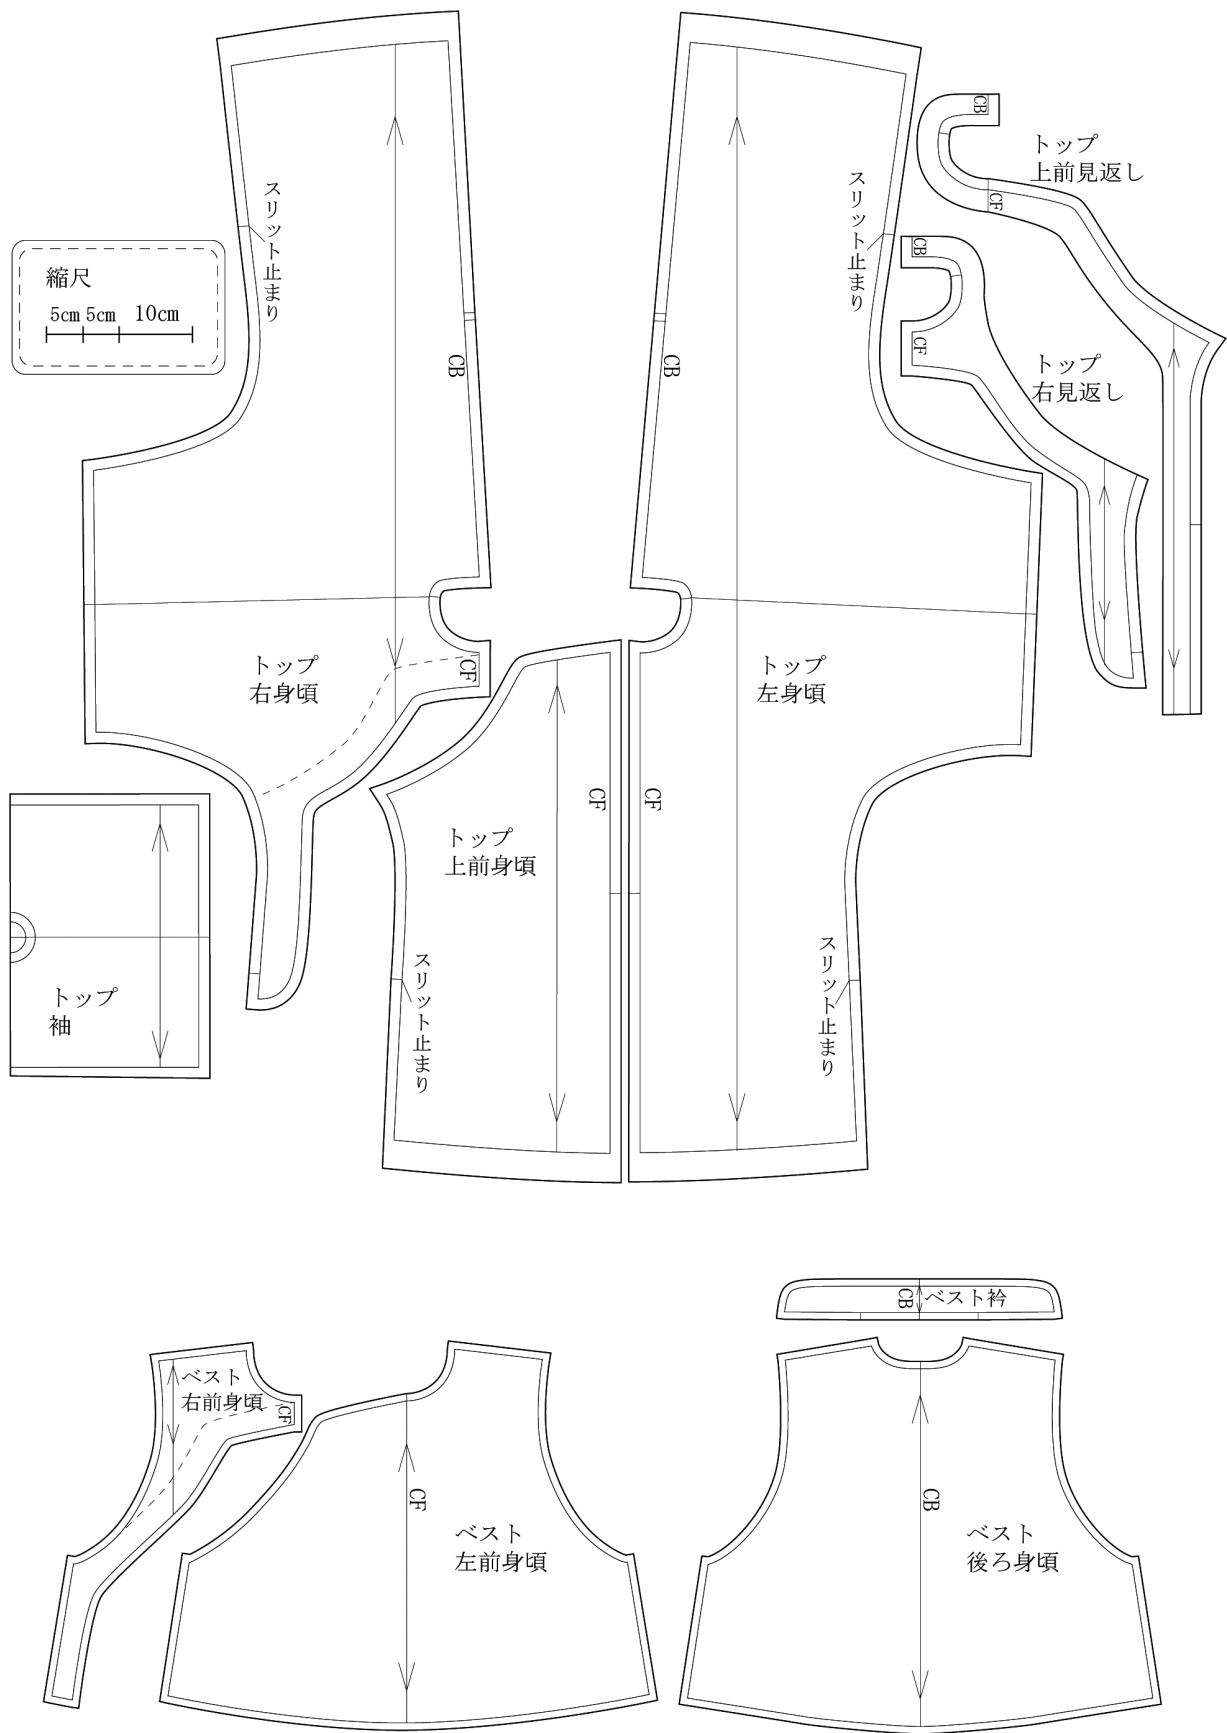 CB
トップ
上前見返し
CF
スリット止まり
スリット止まり
縮尺
5cm 5cm 10cm
CB
CF
トップ
右見返し
CB
CB
トップ
右身頃
CF
トップ
左身頃
CF
CF
トップ
上前身頃
トップ
袖
スリット止まり
スリット止まり
CB
ベスト衿
ベスト
右前身頃
CF
CF
ベスト
左前身頃
CB
ベスト
後ろ身頃